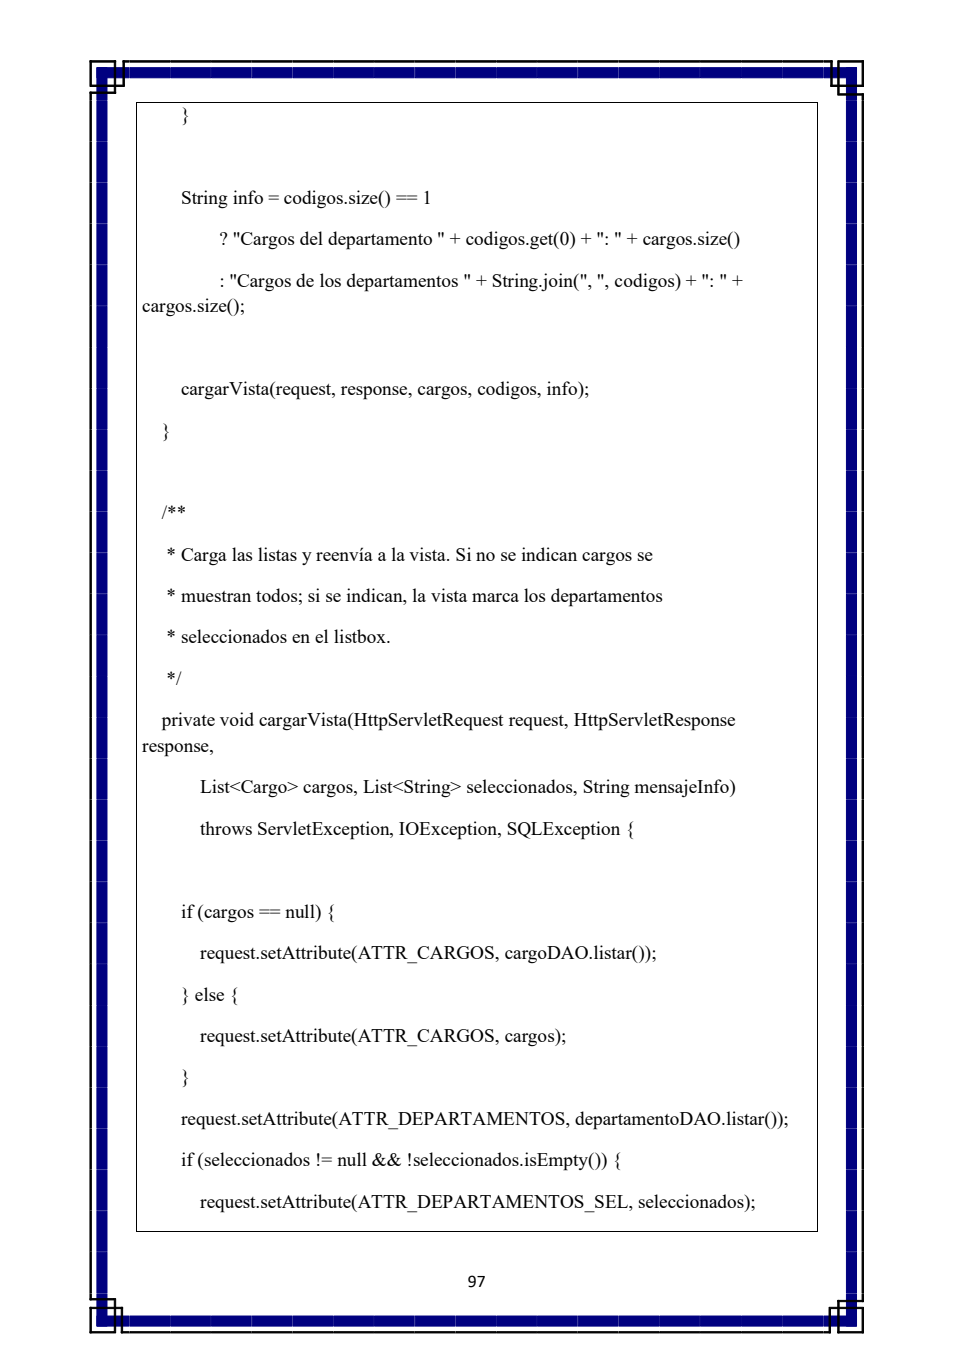 }
String info = codigos.size() == 1
? "Cargos del departamento " + codigos.get(0) + ": " + cargos.size()
: "Cargos de los departamentos " + String.join(", ", codigos) + ": " +
cargos.size();
cargarVista(request, response, cargos, codigos, info);
}
/**
* Carga las listas y reenvía a la vista. Si no se indican cargos se
* muestran todos; si se indican, la vista marca los departamentos
* seleccionados en el listbox.
*/
private void cargarVista(HttpServletRequest request, HttpServletResponse
response,
List<Cargo> cargos, List<String> seleccionados, String mensajeInfo)
throws ServletException, IOException, SQLException {
if (cargos == null) {
request.setAttribute(ATTR_CARGOS, cargoDAO.listar());
} else {
request.setAttribute(ATTR_CARGOS, cargos);
}
request.setAttribute(ATTR_DEPARTAMENTOS, departamentoDAO.listar());
if (seleccionados != null && !seleccionados.isEmpty()) {
request.setAttribute(ATTR_DEPARTAMENTOS_SEL, seleccionados);
97